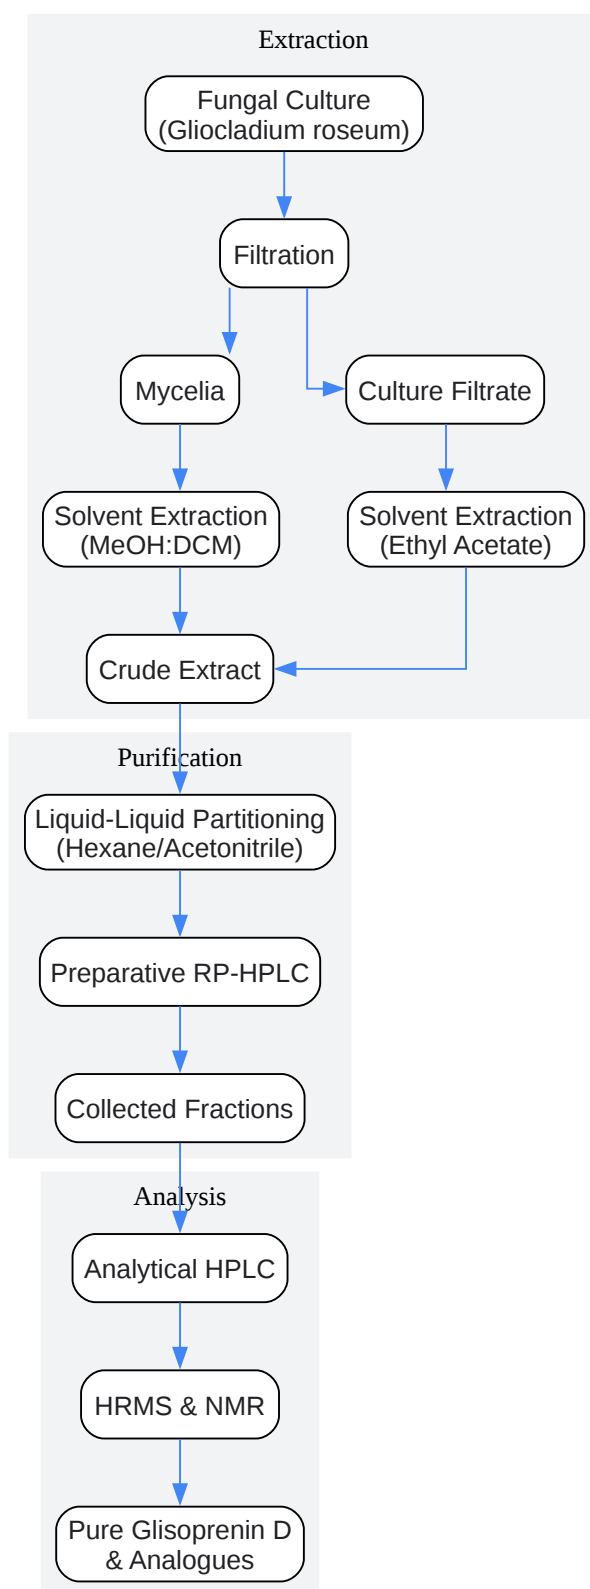 Extraction
Fungal Culture
(Gliocladium roseum)
Filtration
Mycelia
Culture Filtrate
Solvent Extraction
(MeOH:DCM)
Solvent Extraction
(Ethyl Acetate)
Crude Extract
Purification
Liquid-Liquid Partitioning
(Hexane/Acetonitrile)
Preparative RP-HPLC
Collected Fractions
Analysis
Analytical HPLC
HRMS & NMR
Pure Glisoprenin D
& Analogues